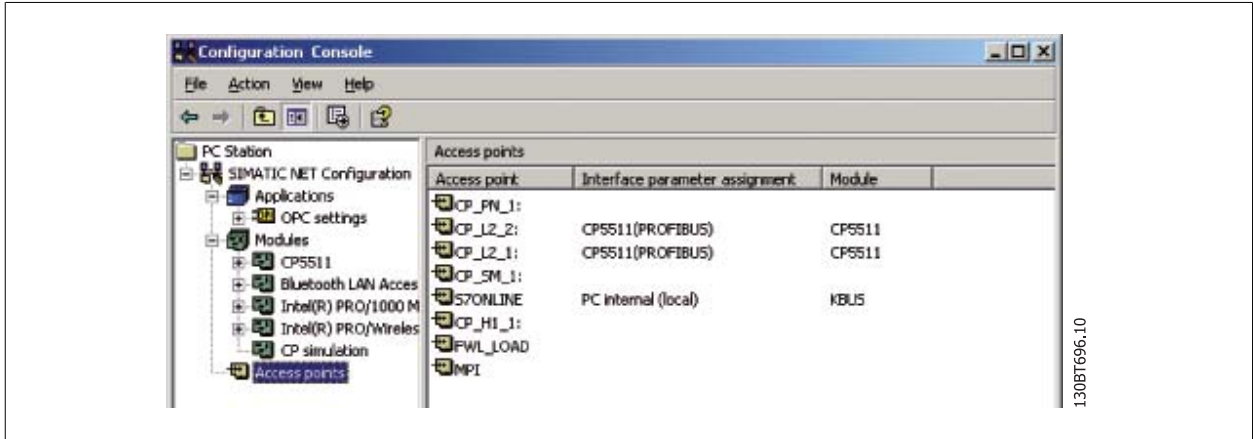 Configuration Console
File Action View Help
PC Station
SIMATIC NET Configuration
Applications
OPC settings
Modules
CP5511
Bluetooth LAN Acces
Intel(R) PRO/1000 M
Intel(R) PRO/Wireles
CP simulation
Access points
Access points
Access point Interface parameter assignment Module
CP_PN_1:
CP_L2_2: CP5511(PROFIBUS) CP5511
CP_L2_1: CP5511(PROFIBUS) CP5511
CP_SM_1:
S7ONLINE PC internal (local) KBUS
CP_H1_1:
FWL_LOAD
MPI
130BT696.10